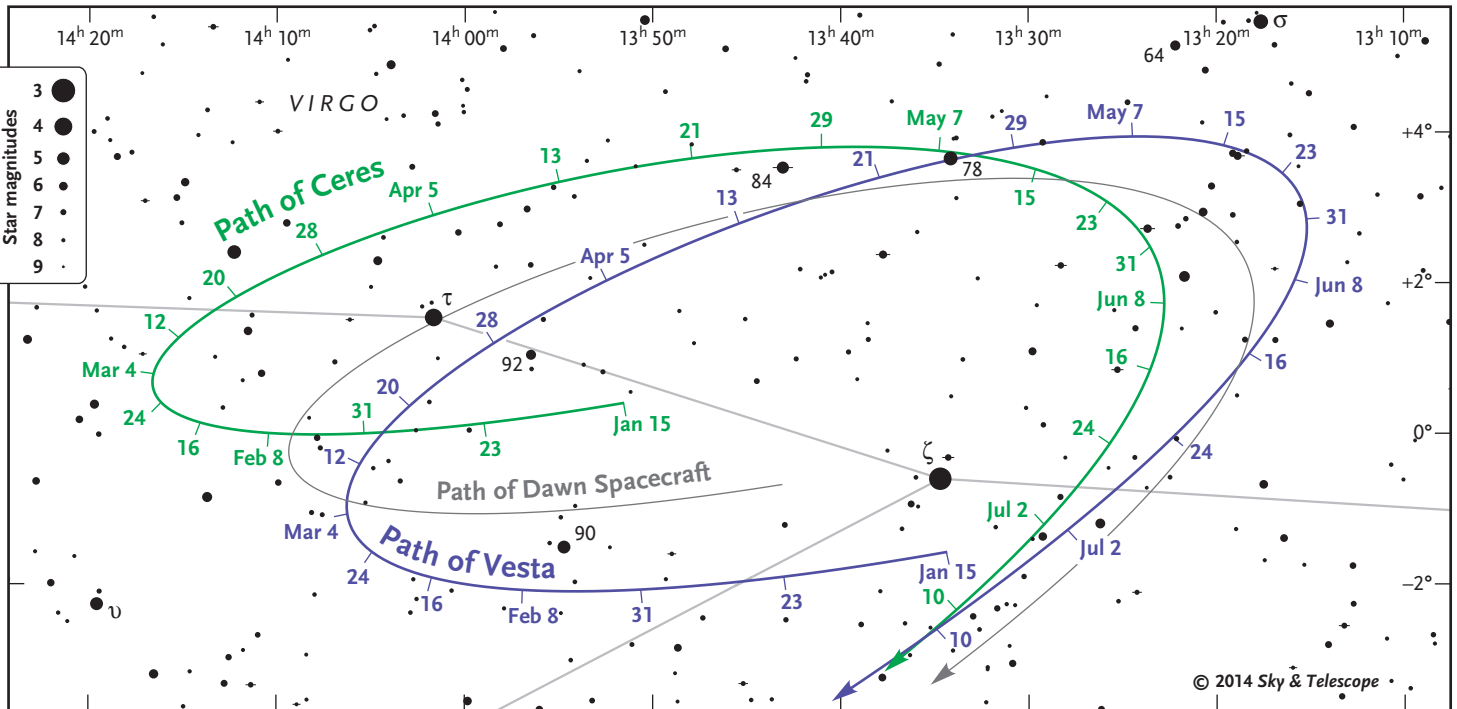 14ʰ 20ᵐ
14ʰ 10ᵐ
14ʰ 00ᵐ
13ʰ 50ᵐ
13ʰ 40ᵐ
13ʰ 30ᵐ
13ʰ 20ᵐ
13ʰ 10ᵐ
σ
64
Star magnitudes
3
4
5
6
7
8
9
VIRGO
+4°
+2°
0°
−2°
Path of Ceres
Jan 15
23
31
Feb 8
16
24
Mar 4
12
20
28
Apr 5
13
21
29
May 7
15
23
31
Jun 8
16
24
Jul 2
10
Path of Vesta
Jan 15
23
31
Feb 8
16
24
Mar 4
12
20
28
Apr 5
13
21
29
May 7
15
23
31
Jun 8
16
24
Jul 2
10
Path of Dawn Spacecraft
84
78
τ
92
ζ
90
υ
© 2014 Sky & Telescope